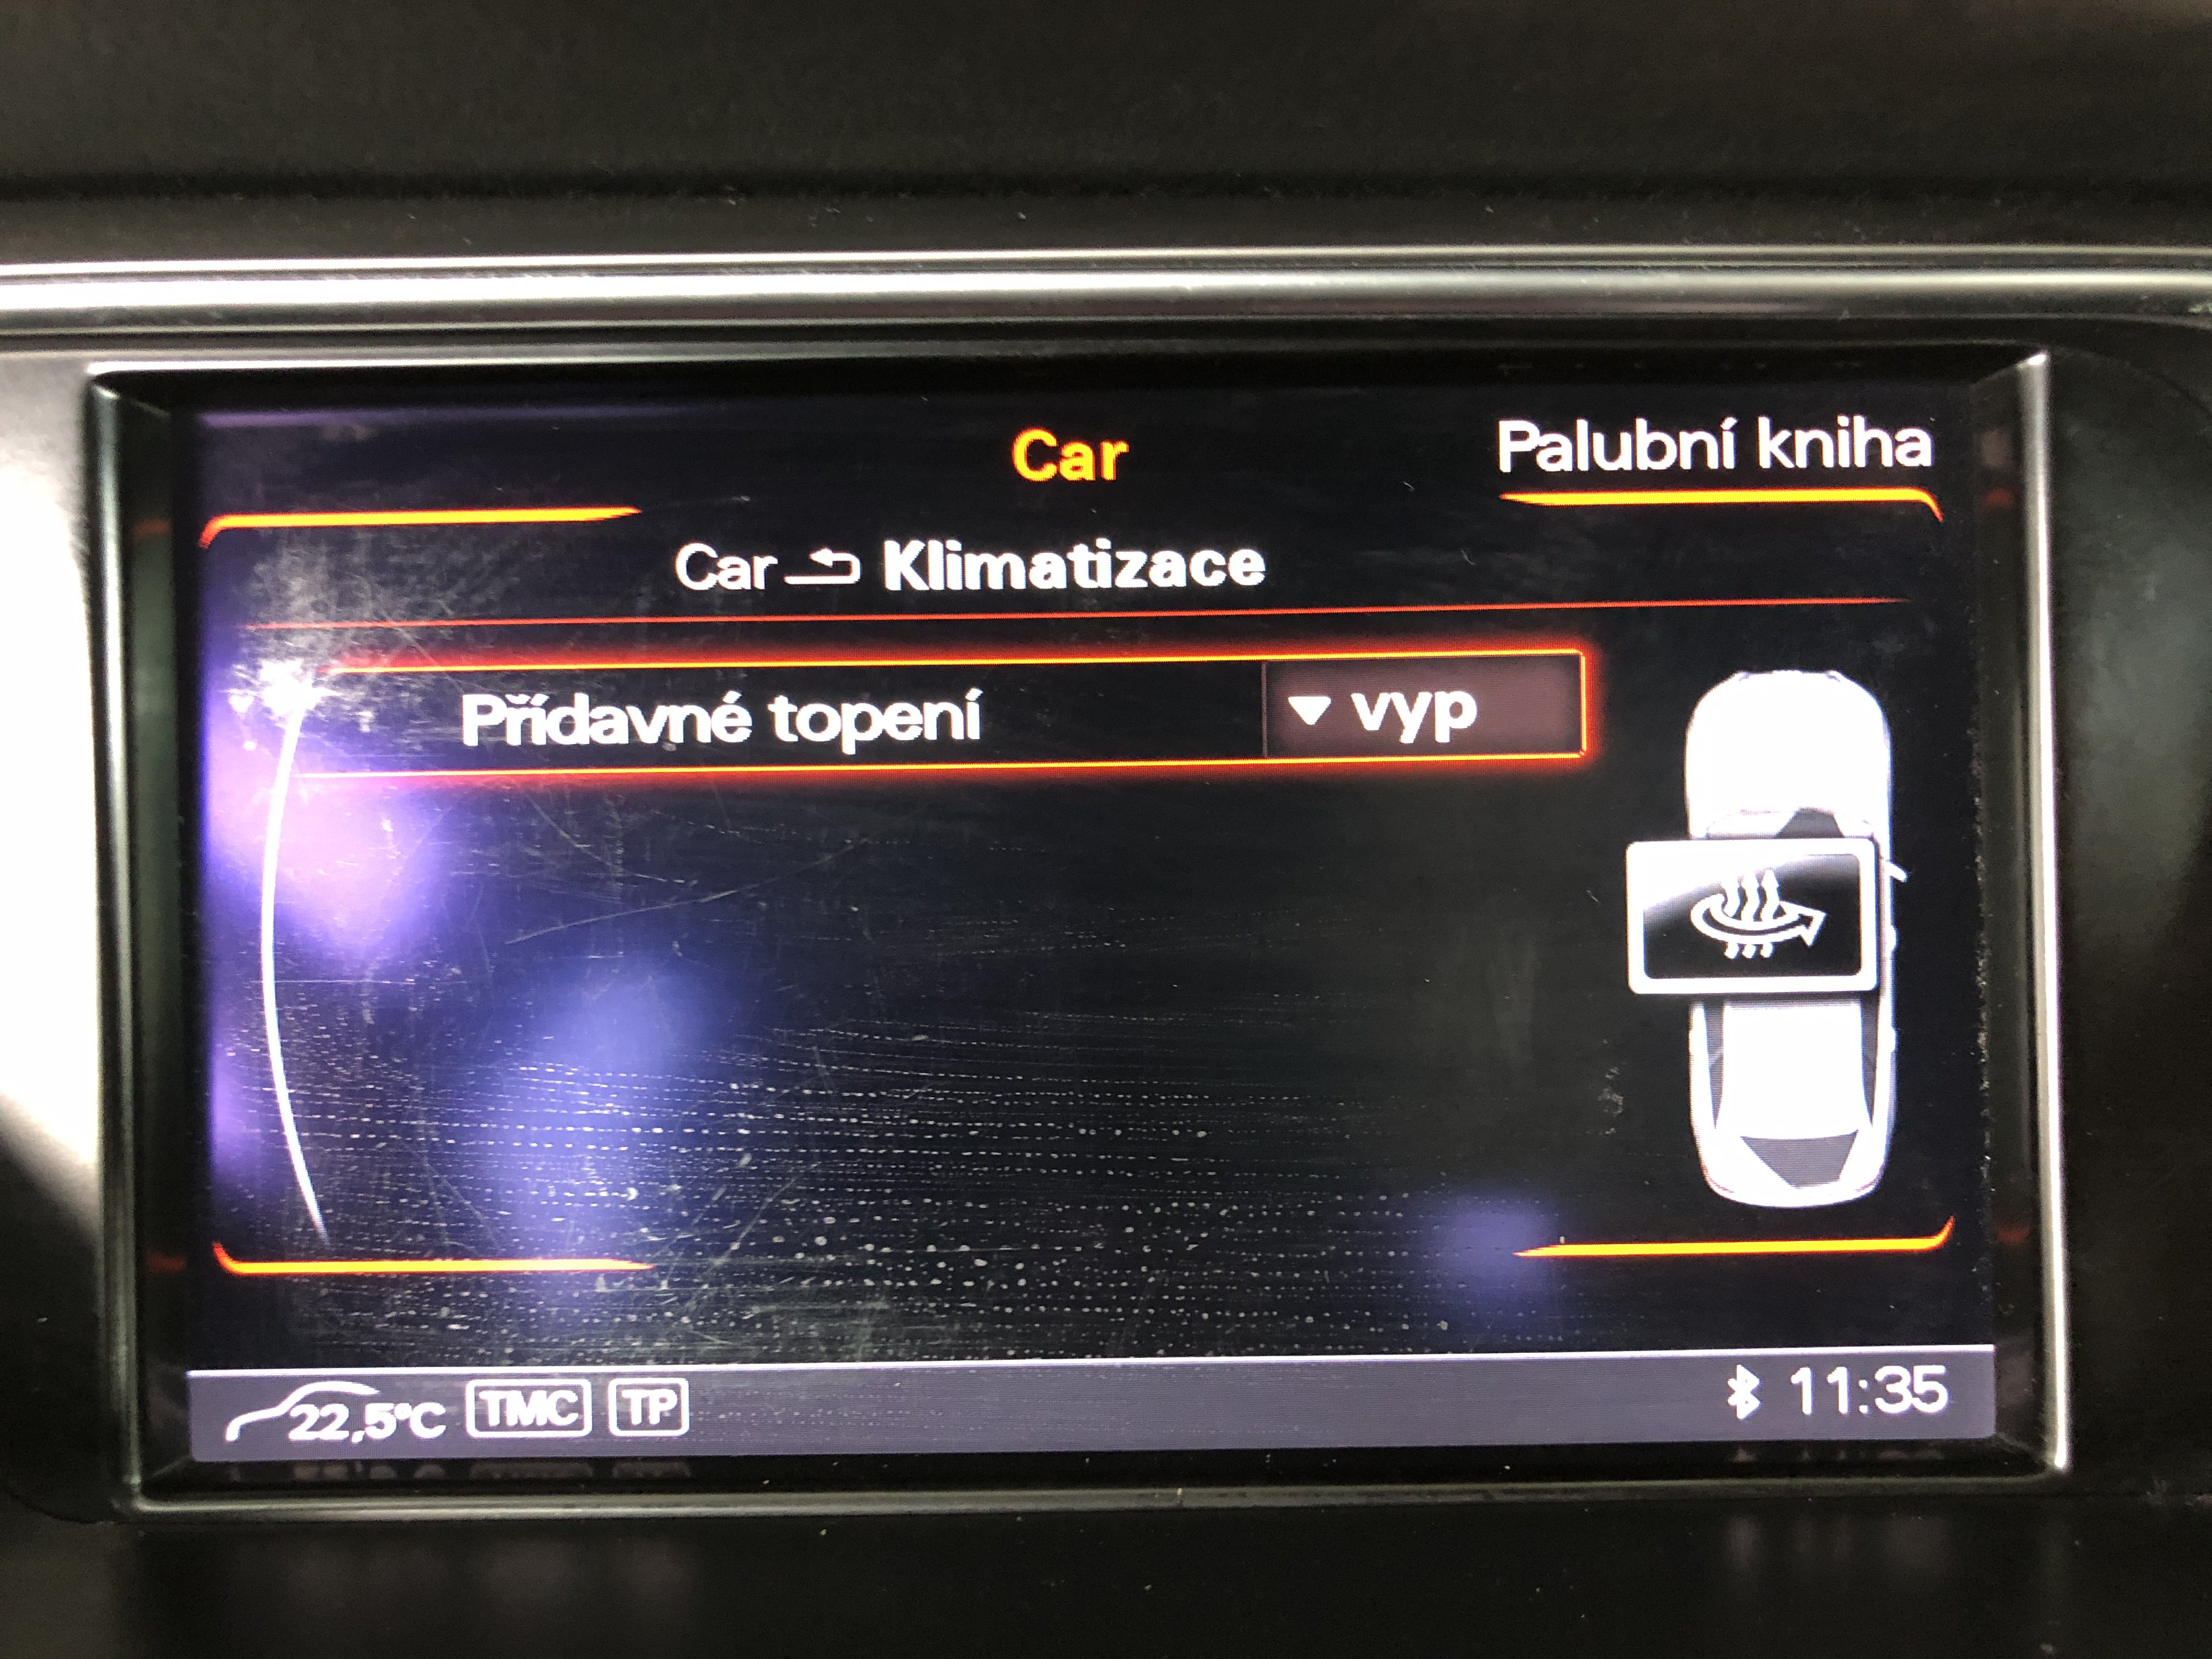 Car
Palubní kniha
Car Klimatizace
Přídavné topení vyp
22,5°C TMC TP 11:35